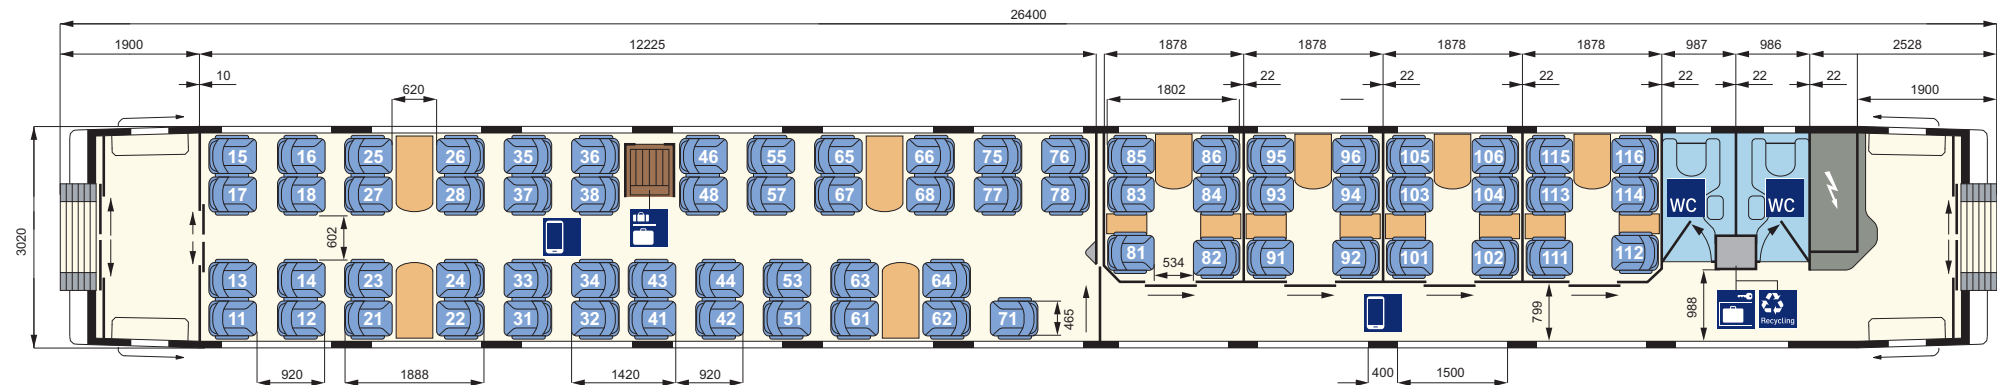 26400
1900 12225 1878 1878 1878 1878 987 986 2528
10 620 1802 22 22 22 22 22 22 1900
15 16 25 26 35 36 46 55 65 66 75 76 85 86 95 96 105 106 115 116
17 18 27 28 37 38 48 57 67 68 77 78 83 84 93 94 103 104 113 114
WC WC
3020 602
13 14 23 24 33 34 43 44 53 63 64 81 534 82 91 92 101 102 111 112
11 12 21 22 31 32 41 42 51 61 62 71 465 799 988
Recycling
920 1888 1420 920 400 1500